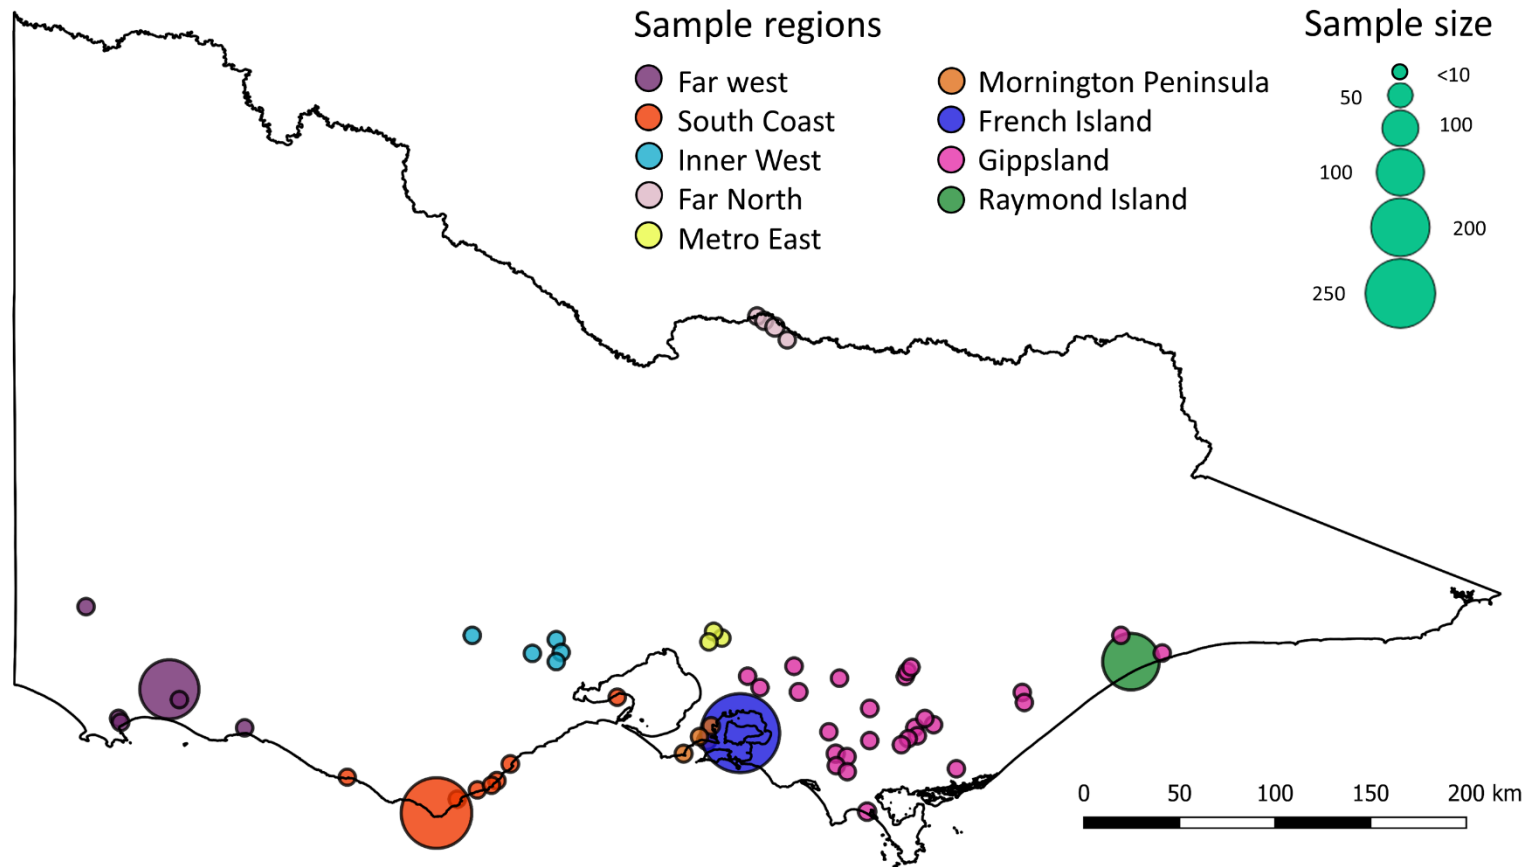 Sample regions
Far west
South Coast
Inner West
Far North
Metro East
Mornington Peninsula
French Island
Gippsland
Raymond Island
Sample size
<10
50
100
100
200
250
0 50 100 150 200 km